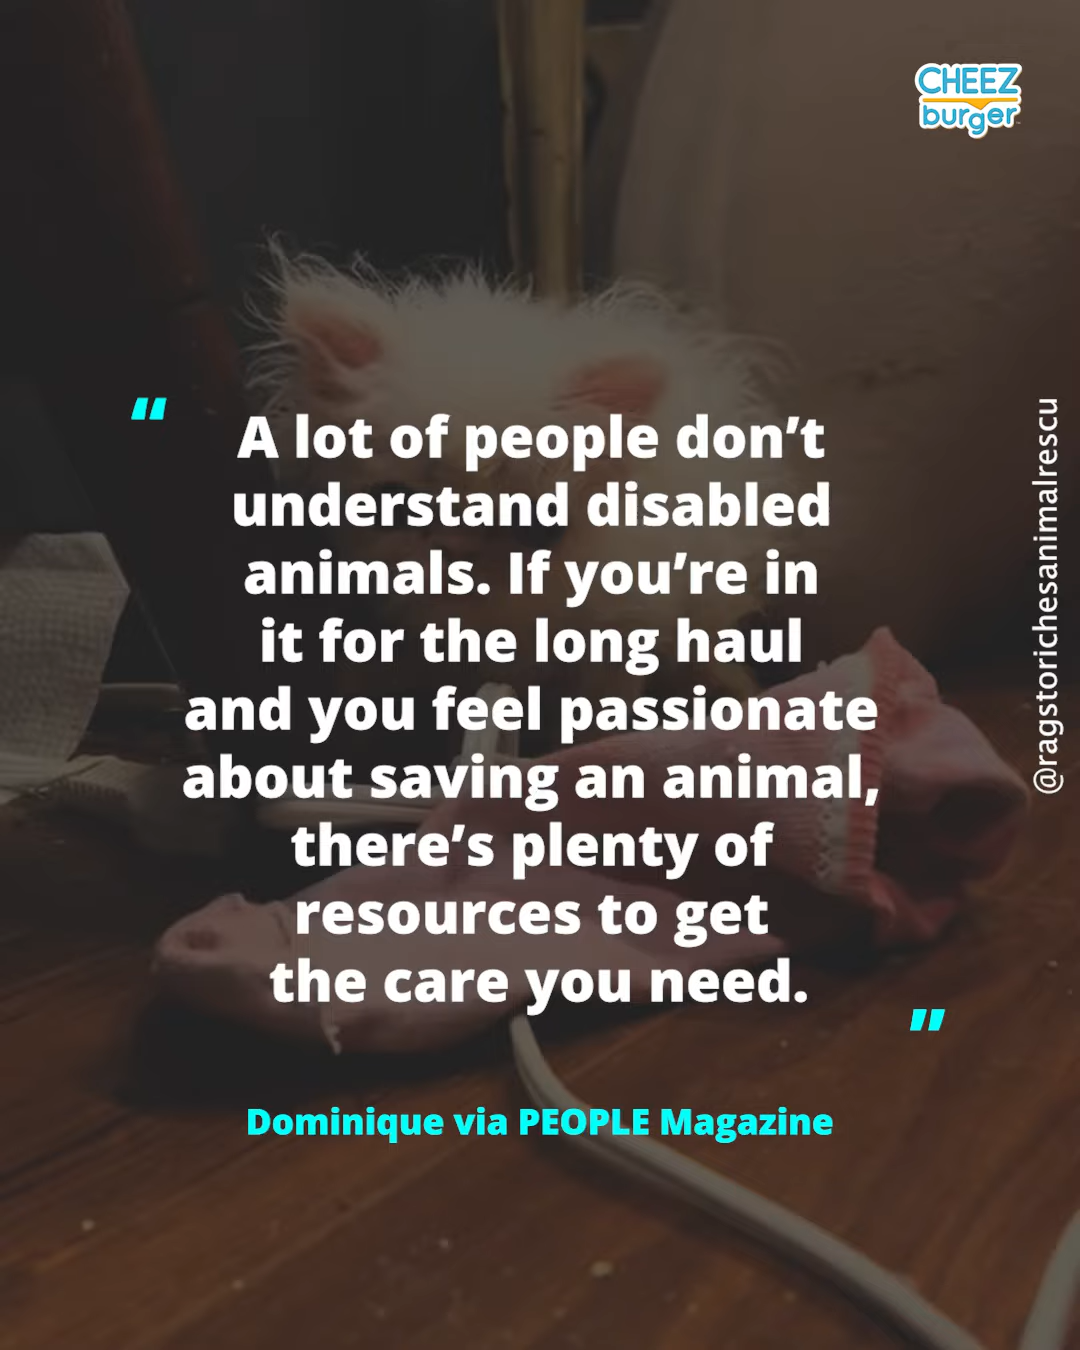 CHEEZ
burger
“
A lot of people don’t
understand disabled
animals. If you’re in
it for the long haul
and you feel passionate
about saving an animal,
there’s plenty of
resources to get
the care you need.
”
Dominique via PEOPLE Magazine
@ragstorichesanimalrescu